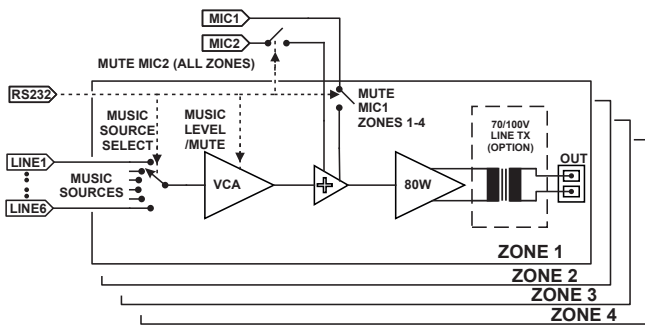 MIC1
MIC2
MUTE MIC2 (ALL ZONES)
RS232
MUSIC
SOURCE
SELECT
MUSIC
LEVEL
/MUTE
MUTE
MIC1
ZONES 1-4
70/100V
LINE TX
(OPTION)
OUT
LINE1
MUSIC
SOURCES
LINE6
VCA
+
80W
ZONE 1
ZONE 2
ZONE 3
ZONE 4